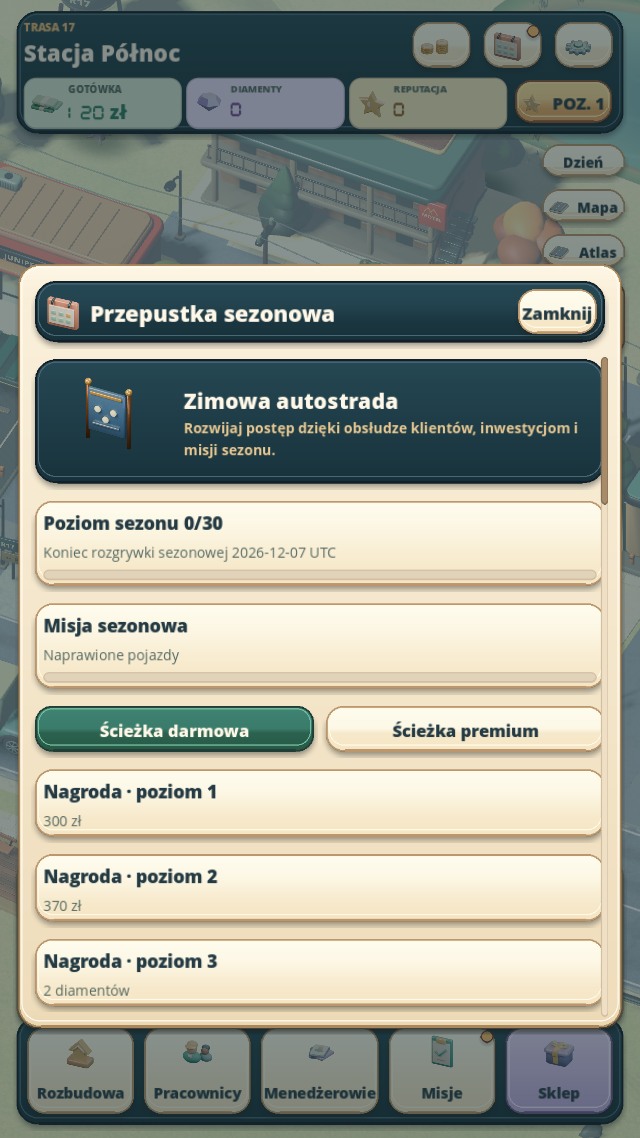 TRASA 17
Stacja Północ
GOTÓWKA
120 zł
DIAMENTY
0
REPUTACJA
0
POZ. 1
Dzień
Mapa
Atlas
Przepustka sezonowa
Zamknij
Zimowa autostrada
Rozwijaj postęp dzięki obsłudze klientów, inwestycjom i
misji sezonu.
Poziom sezonu 0/30
Koniec rozgrywki sezonowej 2026-12-07 UTC
Misja sezonowa
Naprawione pojazdy
Ścieżka darmowa
Ścieżka premium
Nagroda · poziom 1
300 zł
Nagroda · poziom 2
370 zł
Nagroda · poziom 3
2 diamentów
Rozbudowa
Pracownicy
Menedżerowie
Misje
Sklep